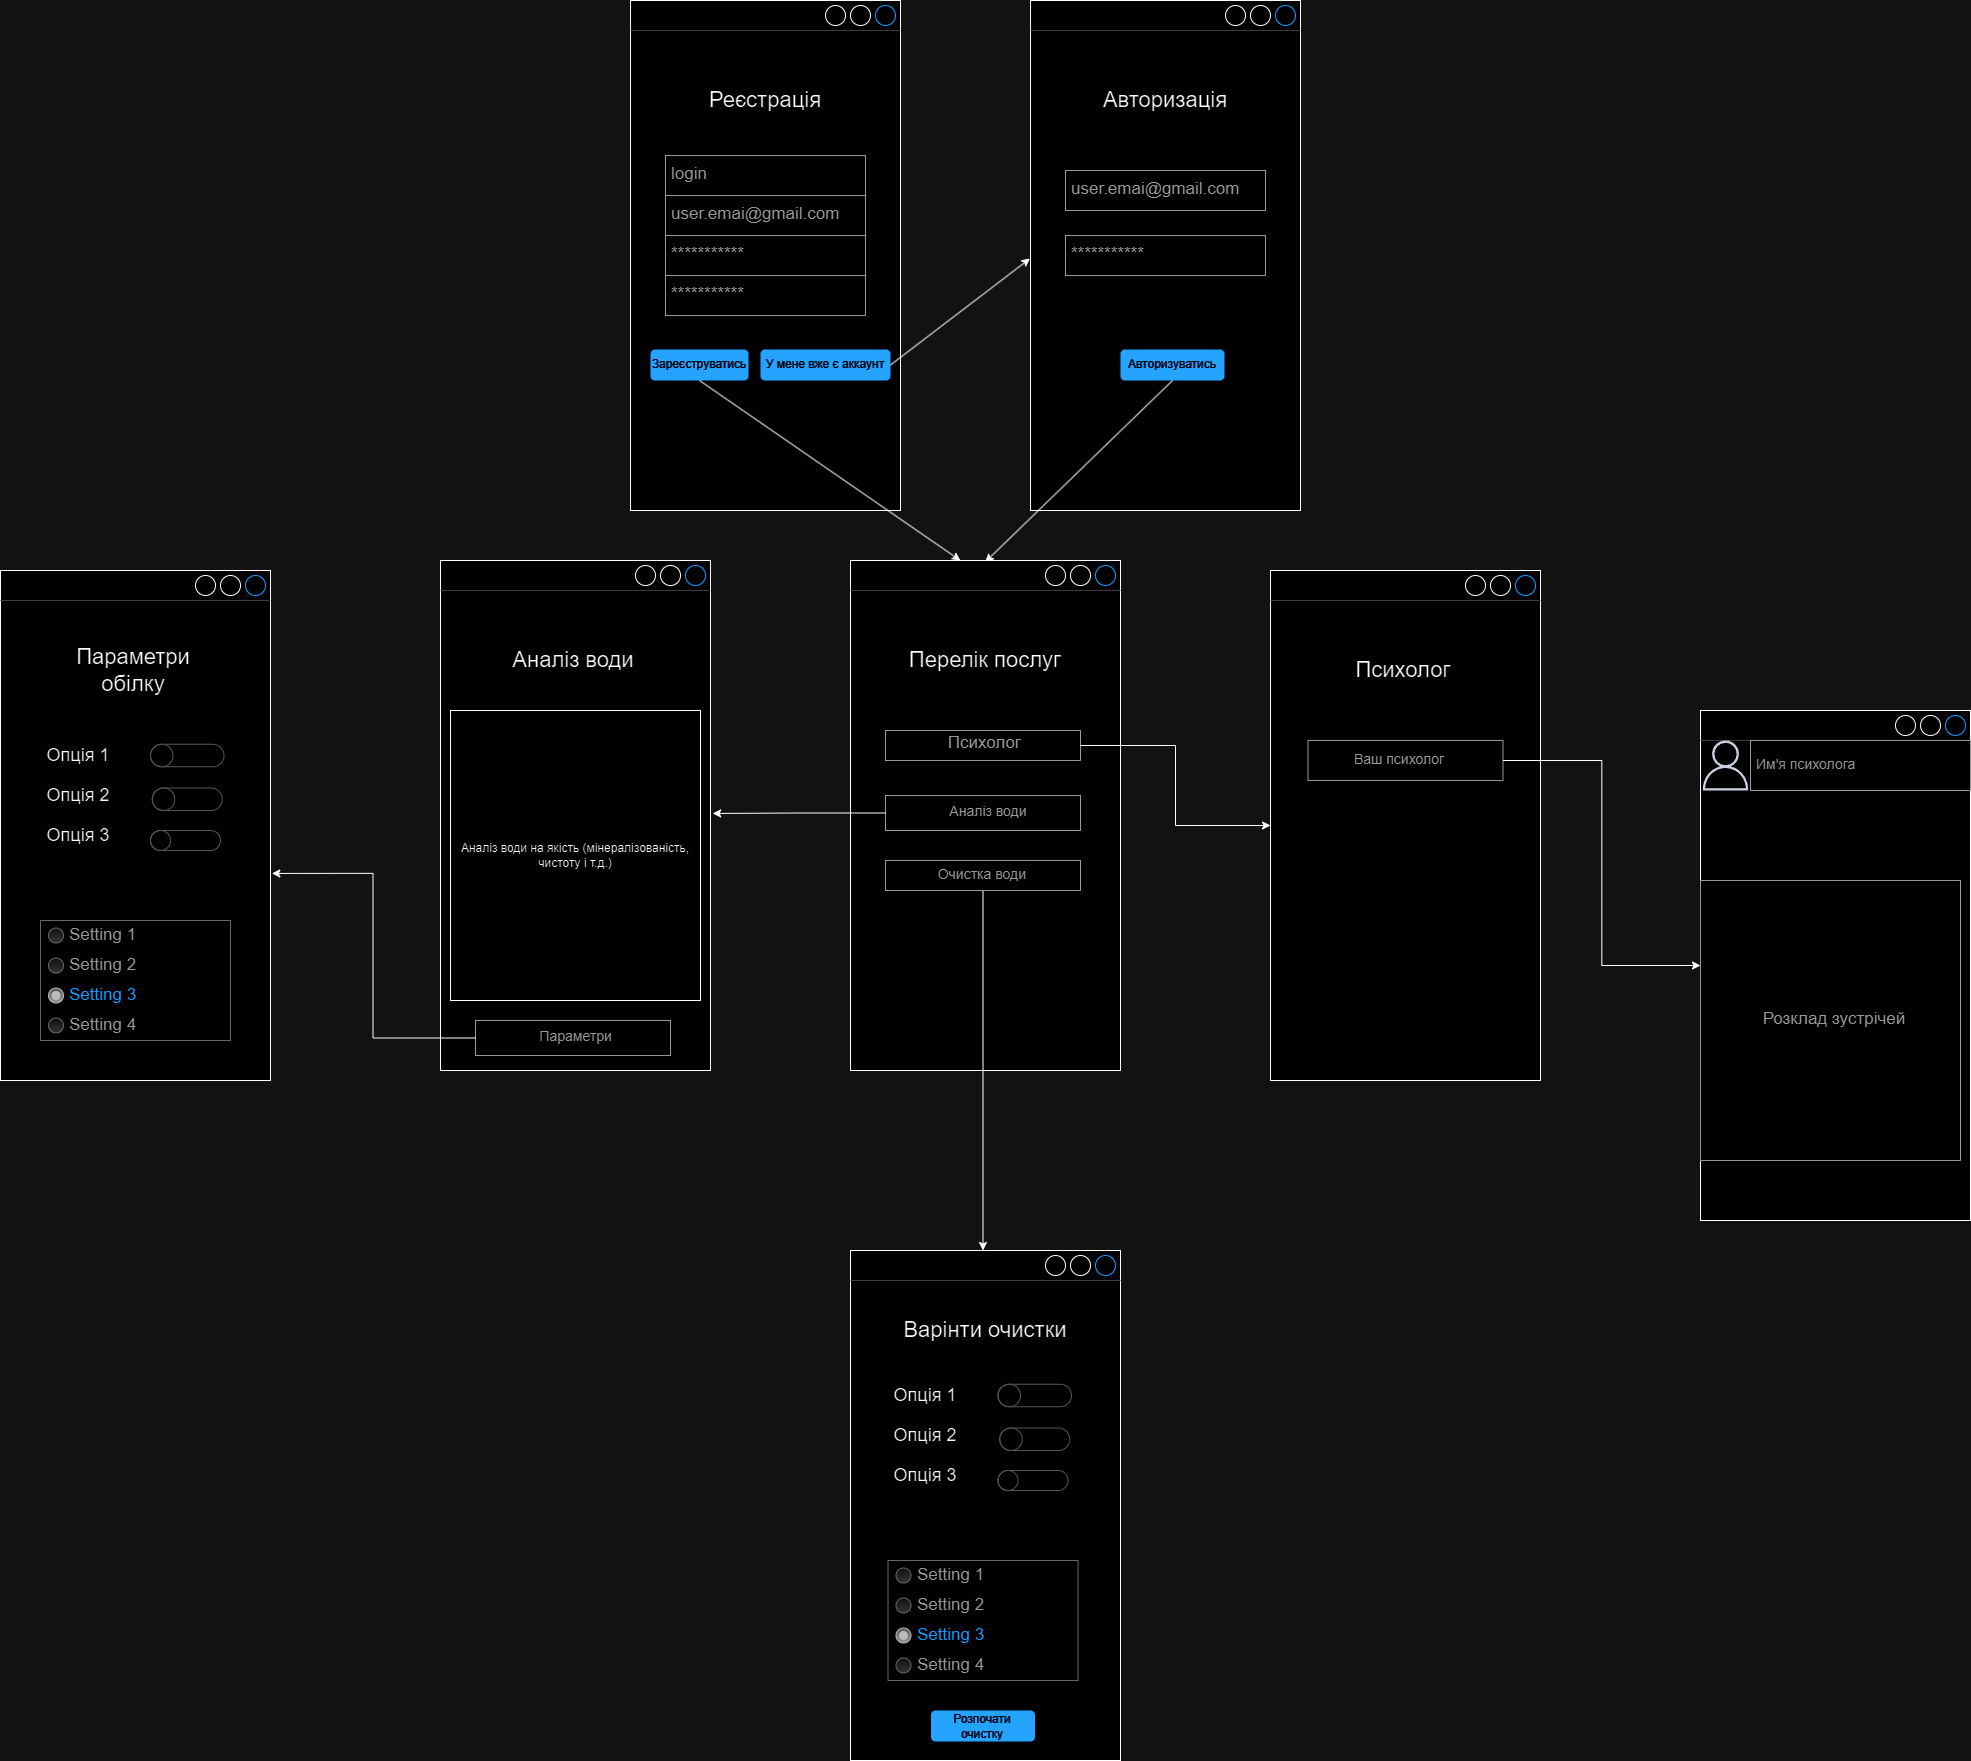 Реєстрація
login
user.emai@gmail.com
***********
***********
Зареєструватись
У мене вже є аккаунт
Авторизація
user.emai@gmail.com
***********
Авторизуватись
Параметри
обілку
Опція 1
Опція 2
Опція 3
Setting 1
Setting 2
Setting 3
Setting 4
Аналіз води
Аналіз води на якість (мінералізованість,
чистоту і т.д.)
Параметри
Перелік послуг
Психолог
Аналіз води
Очистка води
Психолог
Ваш психолог
Им'я психолога
Розклад зустрічей
Варінти очистки
Опція 1
Опція 2
Опція 3
Setting 1
Setting 2
Setting 3
Setting 4
Розпочати
очистку